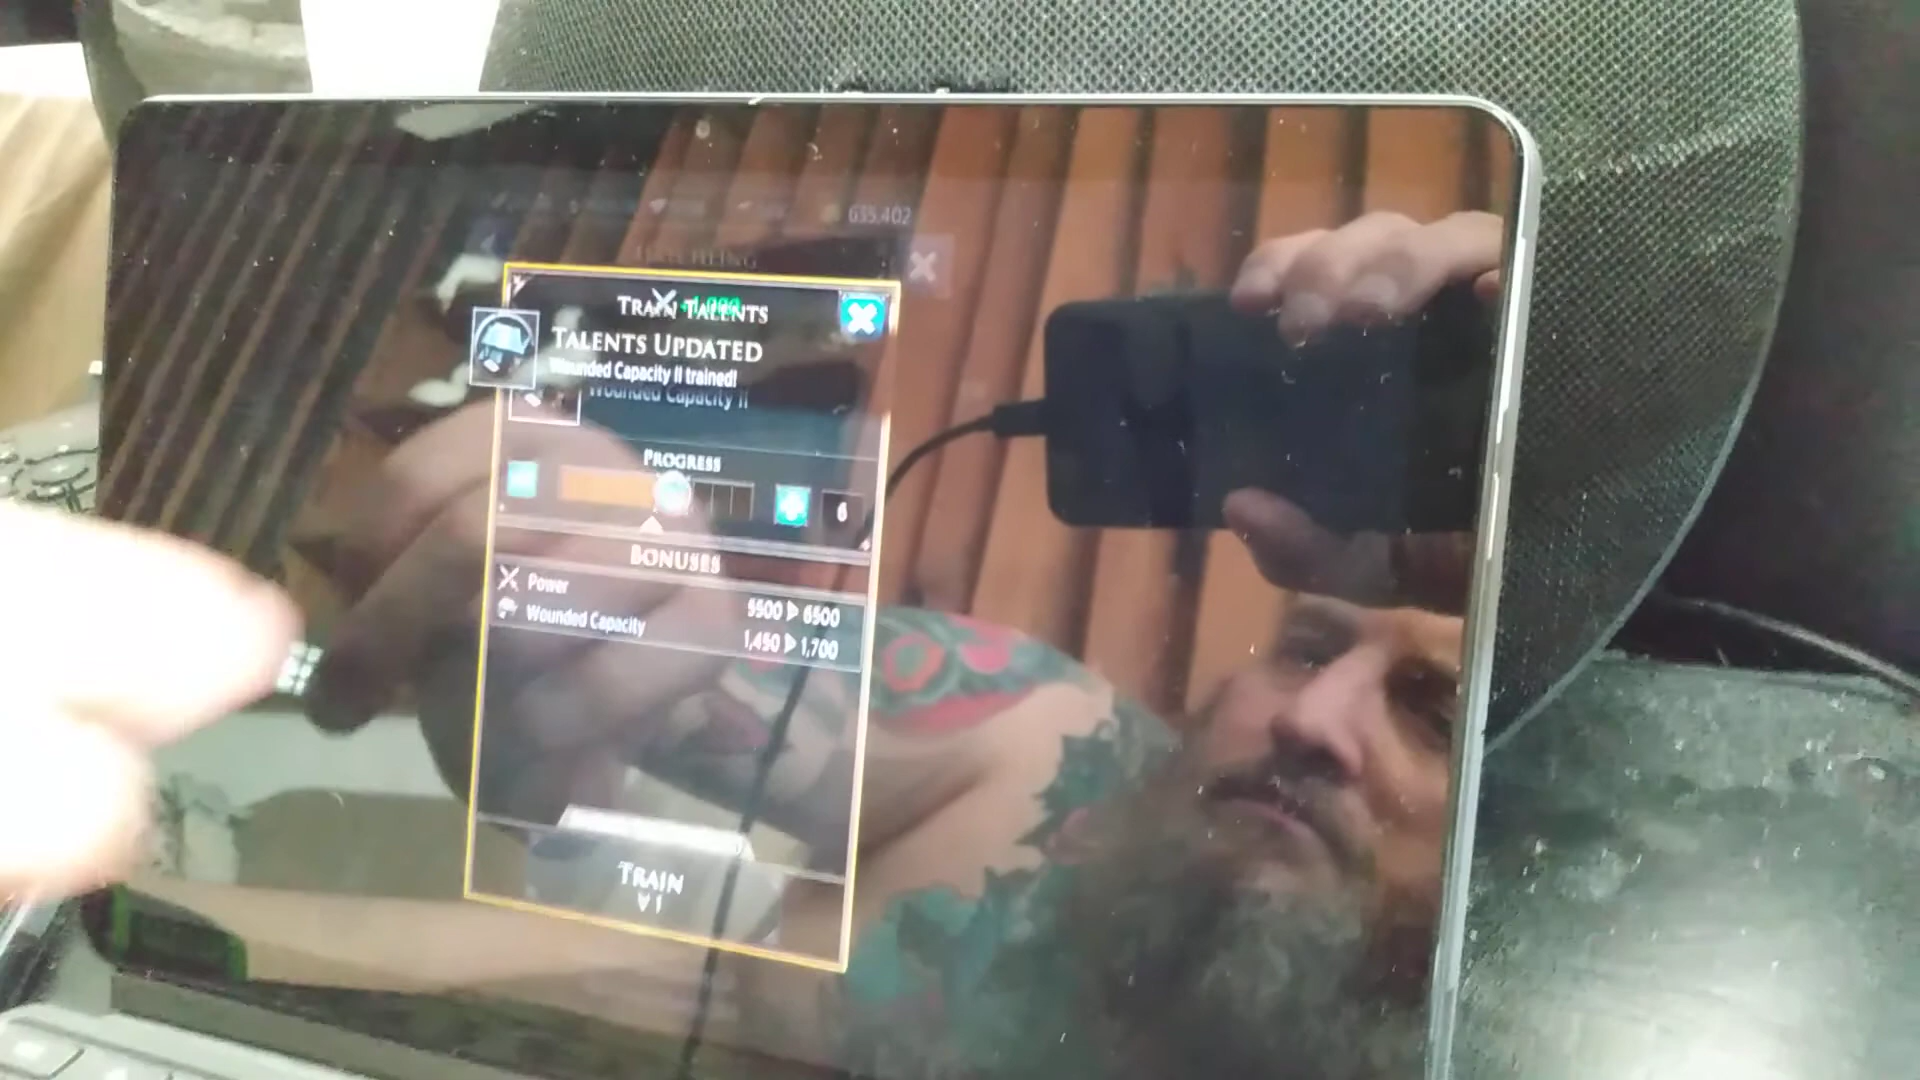 635,402
TRAIN TALENTS
TALENTS UPDATED
Wounded Capacity II trained!
Wounded Capacity II
PROGRESS
6
BONUSES
Power
5500 ▶ 6500
Wounded Capacity
1,450 ▶ 1,700
TRAIN
1